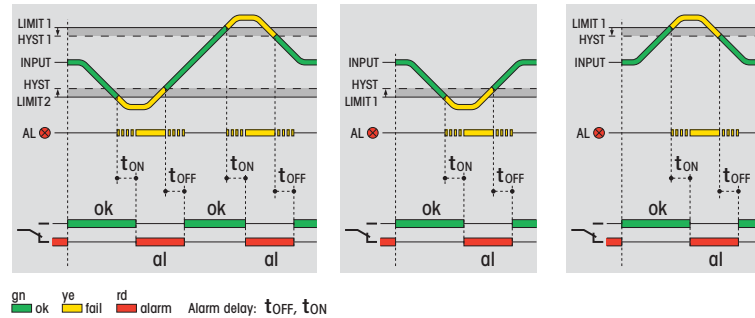 LIMIT 1
HYST 1
INPUT
HYST
LIMIT2
AL
tON
tOFF
tON
tOFF
ok
ok
al
al
INPUT
HYST
LIMIT 1
AL
tON
tOFF
ok
al
LIMIT 1
HYST
INPUT
AL
tON
tOFF
ok
al
gn ok
ye fail
rd alarm
Alarm delay: tOFF, tON